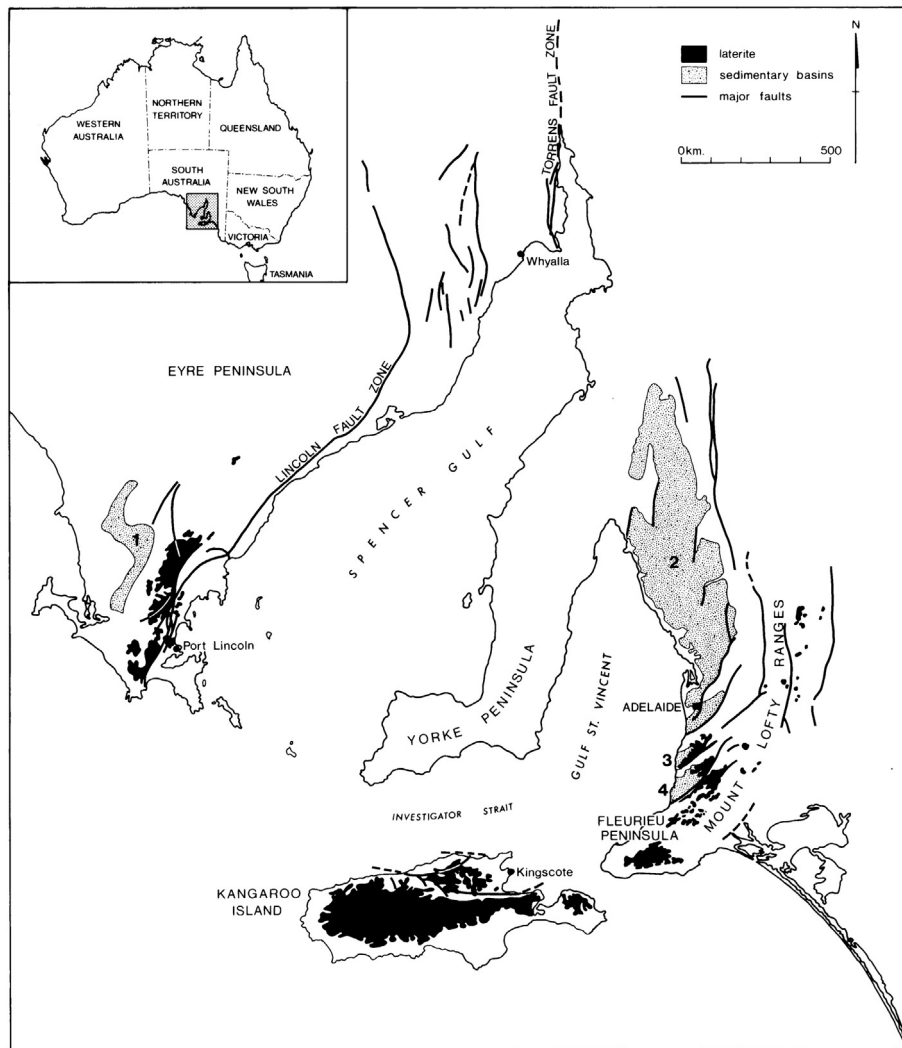 WESTERN
AUSTRALIA
NORTHERN
TERRITORY
QUEENSLAND
SOUTH
AUSTRALIA
NEW SOUTH
WALES
VICTORIA
TASMANIA
TORRENS FAULT ZONE
N
laterite
sedimentary basins
major faults
0km.
500
Whyalla
EYRE PENINSULA
LINCOLN FAULT ZONE
SPENCER GULF
1
2
Port Lincoln
YORKE PENINSULA
GULF ST. VINCENT
ADELAIDE
MOUNT LOFTY RANGES
3
4
INVESTIGATOR STRAIT
FLEURIEU
PENINSULA
Kingscote
KANGAROO
ISLAND